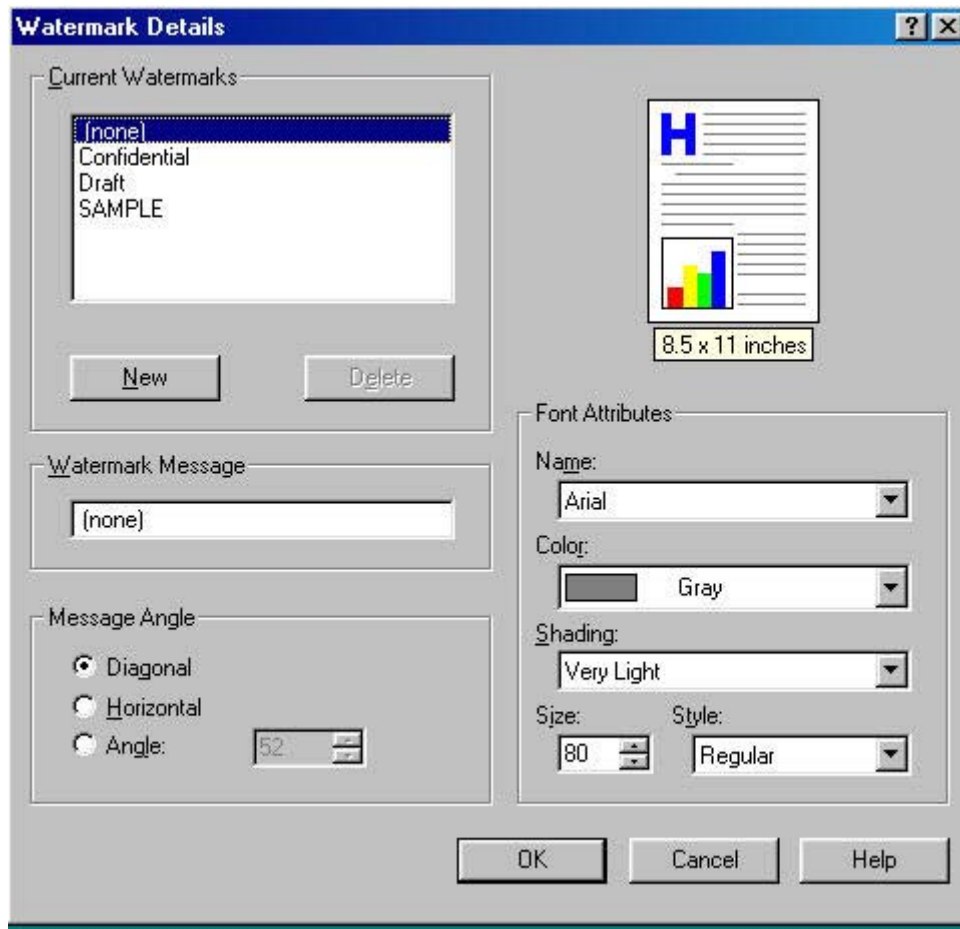 Watermark Details
?
Current Watermarks
(none)
Confidential
Draft
SAMPLE
New
Delete
Watermark Message
(none)
Message Angle
Diagonal
Horizontal
Angle:
52
H
8.5 x 11 inches
Font Attributes
Name:
Arial
Color:
Gray
Shading:
Very Light
Size:
Style:
80
Regular
OK
Cancel
Help